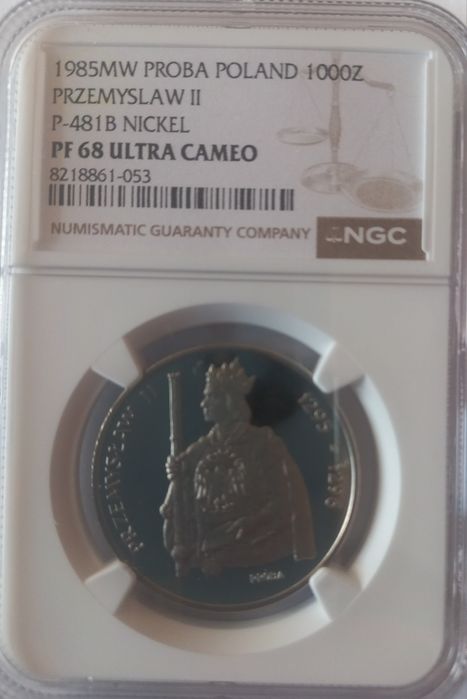 1985MW PROBA POLAND 1000Z
PRZEMYSLAW II
P-481B NICKEL
PF 68 ULTRA CAMEO
8218861-053
NUMISMATIC GUARANTY COMPANY
NGC
PRZEMYSŁAW II
1295 - 1296
PRÓBA